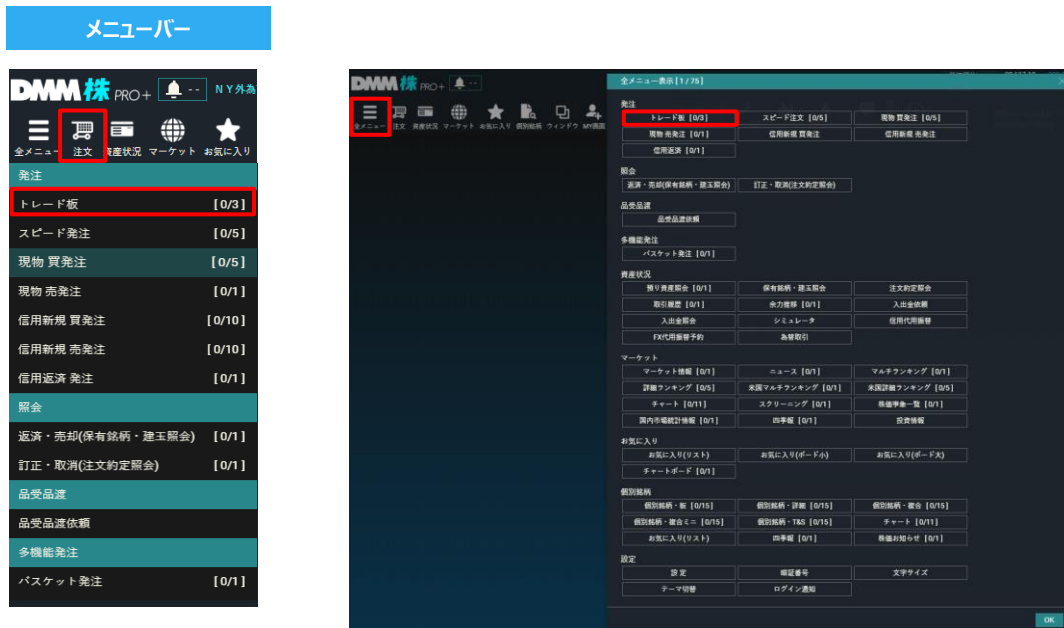 メニューバー
DMM株 PRO+ -- NY外為
全メニュー 注文 資産状況 マーケット お気に入り
発注
トレード板 [0/3]
スピード発注 [0/5]
現物 買発注 [0/5]
現物 売発注 [0/1]
信用新規 買発注 [0/10]
信用新規 売発注 [0/10]
信用返済 発注 [0/1]
照会
返済・売却(保有銘柄・建玉照会) [0/1]
訂正・取消(注文約定照会) [0/1]
品受品渡
品受品渡依頼
多機能発注
バスケット発注 [0/1]
DMM株 PRO+ --
全メニュー 注文 資産状況 マーケット お気に入り 個別銘柄 ウィンドウ MY画面
全メニュー表示[1/75]
発注
トレード板 [0/3] スピード注文 [0/5] 現物 買発注 [0/5]
現物 売発注 [0/1] 信用新規 買発注 信用新規 売発注
信用返済 [0/1]
照会
返済・売却(保有銘柄・建玉照会) 訂正・取消(注文約定照会)
品受品渡
品受品渡依頼
多機能発注
バスケット発注 [0/1]
資産状況
預り資産照会 [0/1] 保有銘柄・建玉照会 注文約定照会
取引履歴 [0/1] 余力推移 [0/1] 入出金依頼
入出金照会 シミュレータ 信用代用振替
FX代用振替予約 為替取引
マーケット
マーケット情報 [0/1] ニュース [0/1] マルチランキング [0/1]
詳細ランキング [0/5] 米国マルチランキング [0/1] 米国詳細ランキング [0/5]
チャート [0/11] スクリーニング [0/1] 株価事象一覧 [0/1]
国内市場統計情報 [0/1] 四季報 [0/1] 投資情報
お気に入り
お気に入り(リスト) お気に入り(ボード小) お気に入り(ボード大)
チャートボード [0/1]
個別銘柄
個別銘柄・板 [0/15] 個別銘柄・詳細 [0/15] 個別銘柄・複合 [0/15]
個別銘柄・複合ミニ [0/15] 個別銘柄・T&S [0/15] チャート [0/11]
お気に入り(リスト) 四季報 [0/1] 株価お知らせ [0/1]
設定
設定 暗証番号 文字サイズ
テーマ切替 ログイン通知
OK